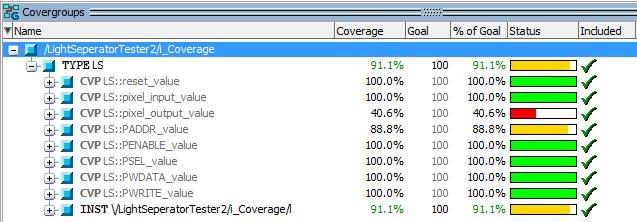 Covergroups
Name Coverage Goal % of Goal Status Included
/LightSeperatorTester2/i_Coverage
TYPE LS 91.1% 100 91.1%
CVP LS::reset_value 100.0% 100 100.0%
CVP LS::pixel_input_value 100.0% 100 100.0%
CVP LS::pixel_output_value 40.6% 100 40.6%
CVP LS::PADDR_value 88.8% 100 88.8%
CVP LS::PENABLE_value 100.0% 100 100.0%
CVP LS::PSEL_value 100.0% 100 100.0%
CVP LS::PWDATA_value 100.0% 100 100.0%
CVP LS::PWRITE_value 100.0% 100 100.0%
INST \/LightSeperatorTester2/i_Coverage/l 91.1% 100 91.1%